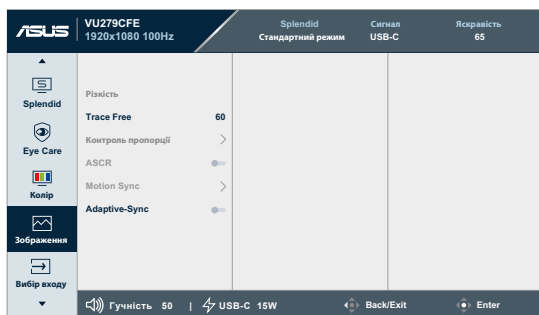 ASUS
VU279CFE
1920x1080 100Hz
Splendid
Стандартний режим
Сигнал
USB-C
Яскравість
65
Splendid
Eye Care
Колір
Зображення
Вибір входу
Різкість
Trace Free 60
Контроль пропорції
ASCR
Motion Sync
Adaptive-Sync
Гучність 50 | USB-C 15W Back/Exit Enter